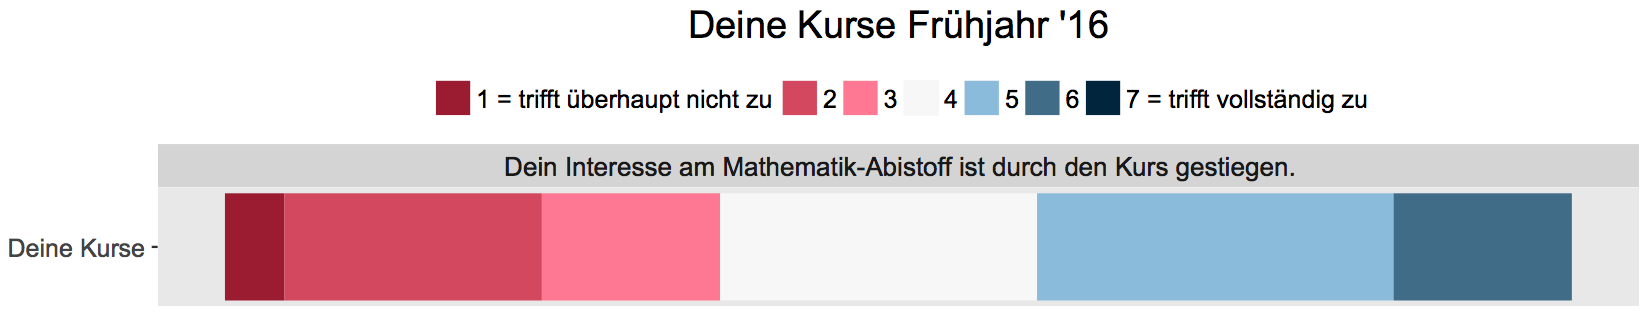 Deine Kurse Frühjahr '16
1 = trifft überhaupt nicht zu 2 3 4 5 6 7 = trifft vollständig zu
Dein Interesse am Mathematik-Abistoff ist durch den Kurs gestiegen.
Deine Kurse